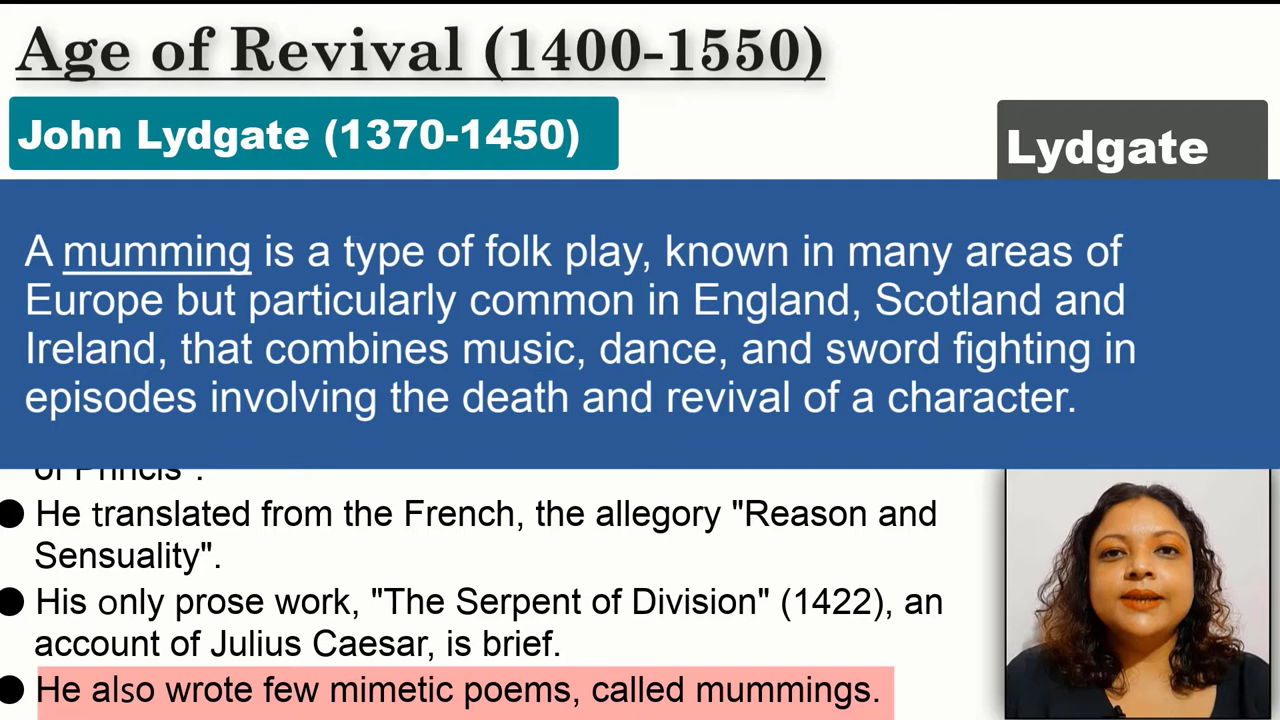 Age of Revival (1400-1550)
John Lydgate (1370-1450)
Lydgate
A mumming is a type of folk play, known in many areas of
Europe but particularly common in England, Scotland and
Ireland, that combines music, dance, and sword fighting in
episodes involving the death and revival of a character.
of Princis".
● He translated from the French, the allegory "Reason and
Sensuality".
● His only prose work, "The Serpent of Division" (1422), an
account of Julius Caesar, is brief.
● He also wrote few mimetic poems, called mummings.